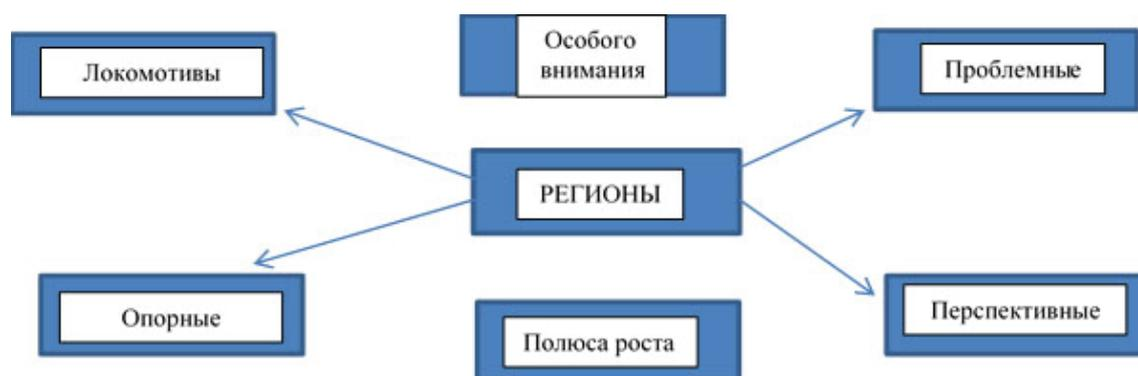 Особого
внимания
Локомотивы
Проблемные
РЕГИОНЫ
Опорные
Перспективные
Полюса роста